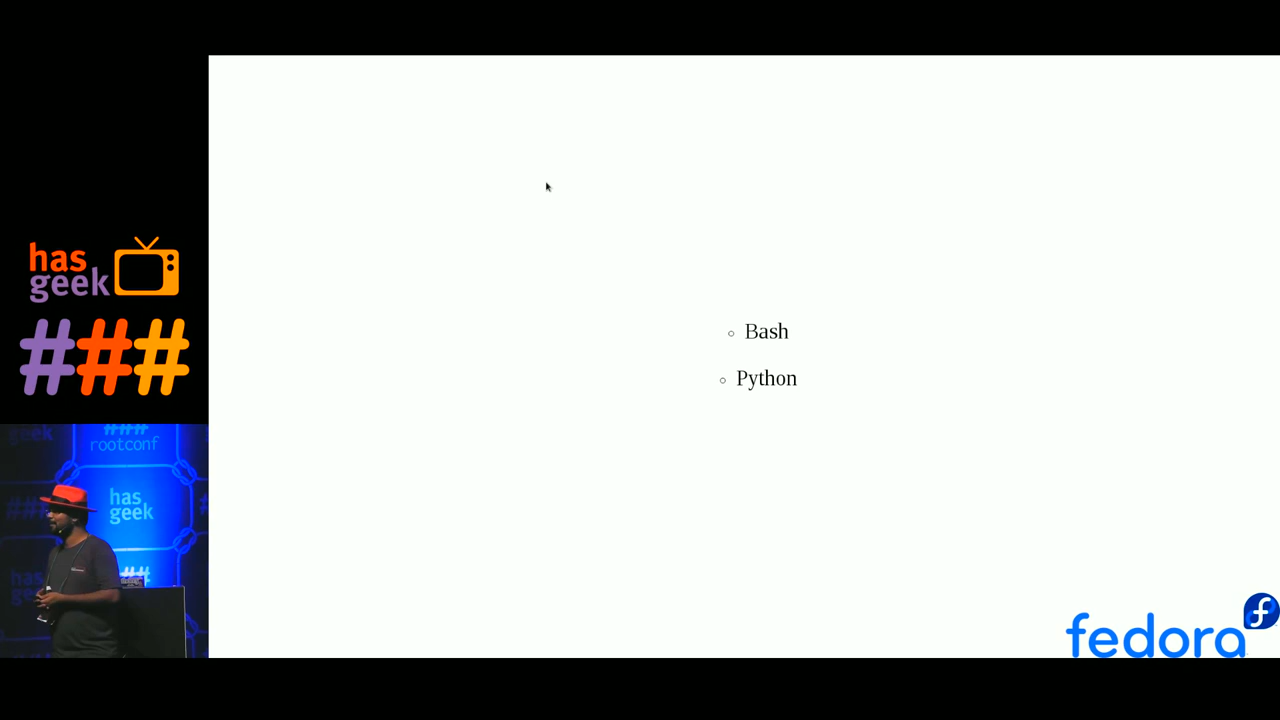 has
geek
###
Bash
Python
###
rootconf
has
geek
##
fedora